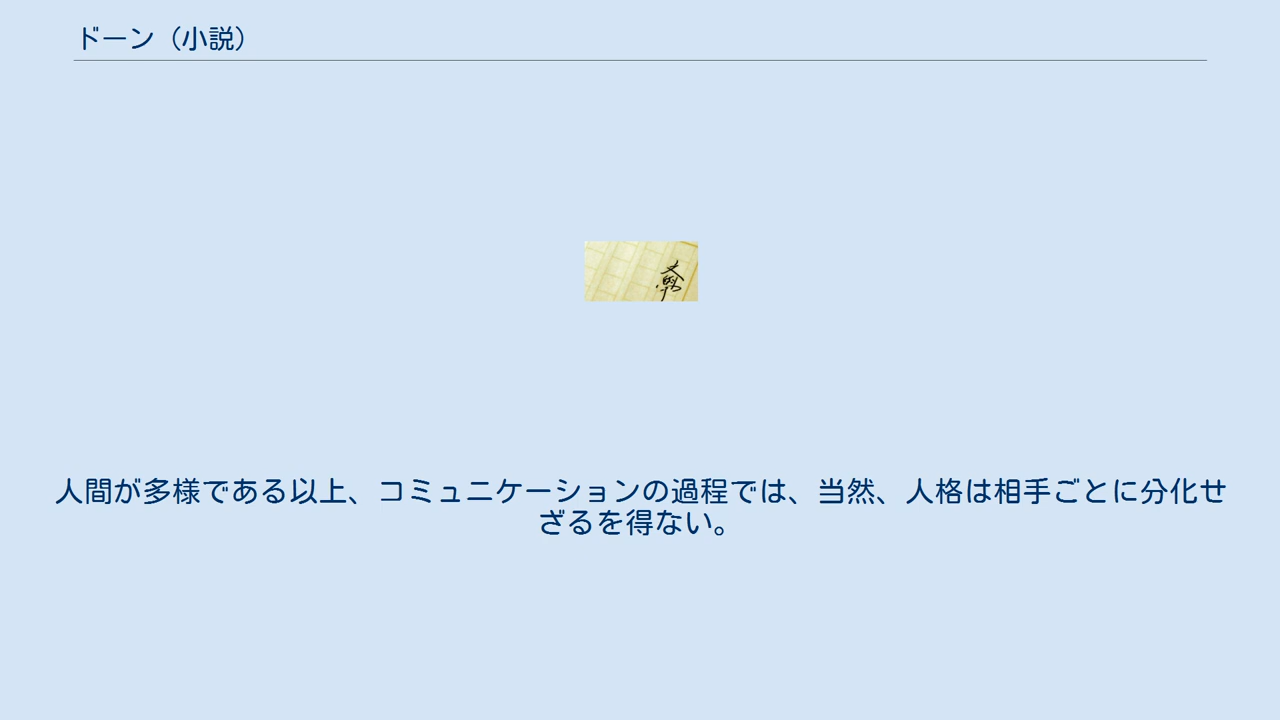 ドーン（小説）
人間が多様である以上、コミュニケーションの過程では、当然、人格は相手ごとに分化せ
ざるを得ない。